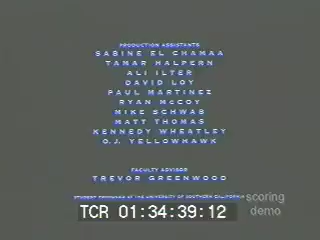 PRODUCTION ASSISTANTS
SABINE EL CHAMAA
TAMAR HALPERN
ALI ILTER
DAVID LOY
PAUL MARTINEZ
RYAN McCOY
MIKE SCHWAB
MATT THOMAS
KENNEDY WHEATLEY
O.J. YELLOWHAWK
FACULTY ADVISOR
TREVOR GREENWOOD
STUDENT PROGRAMS AT THE UNIVERSITY OF SOUTHERN CALIFORNIA
scoring
demo
TCR 01:34:39:12